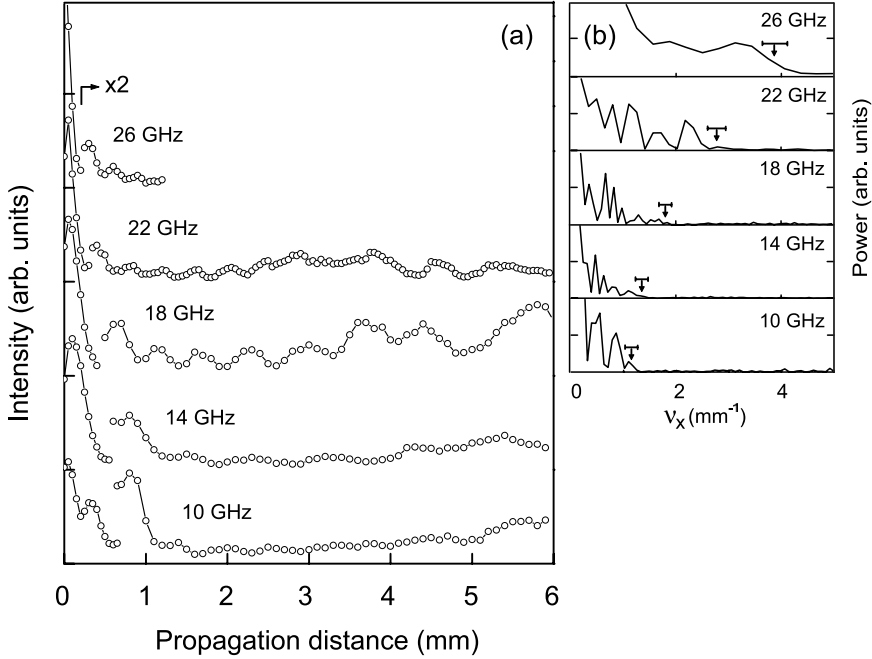 (a)
x2
26 GHz
22 GHz
18 GHz
14 GHz
10 GHz
Intensity (arb. units)
0 1 2 3 4 5 6
Propagation distance (mm)
(b)
26 GHz
22 GHz
18 GHz
14 GHz
10 GHz
Power (arb. units)
0 2 4
νx (mm-1)